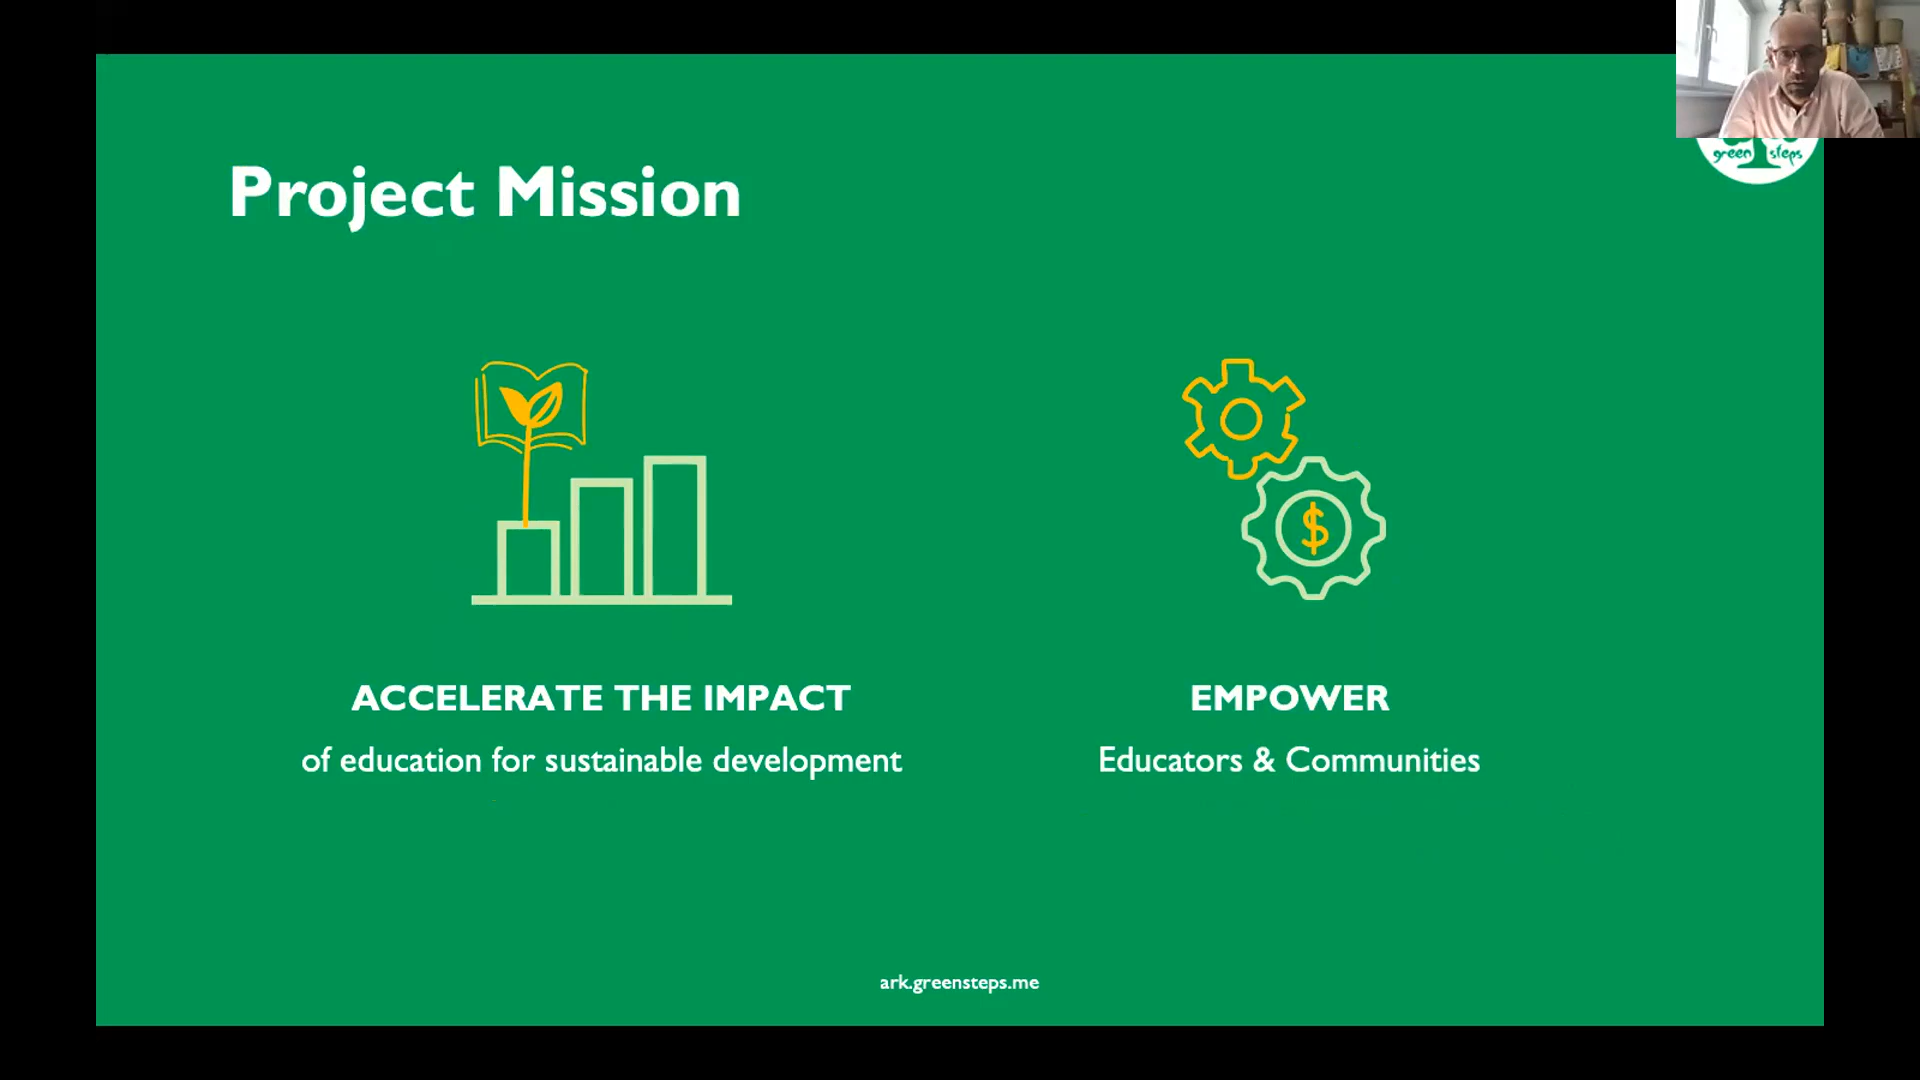 green steps
Project Mission
$
ACCELERATE THE IMPACT
of education for sustainable development
EMPOWER
Educators & Communities
ark.greensteps.me